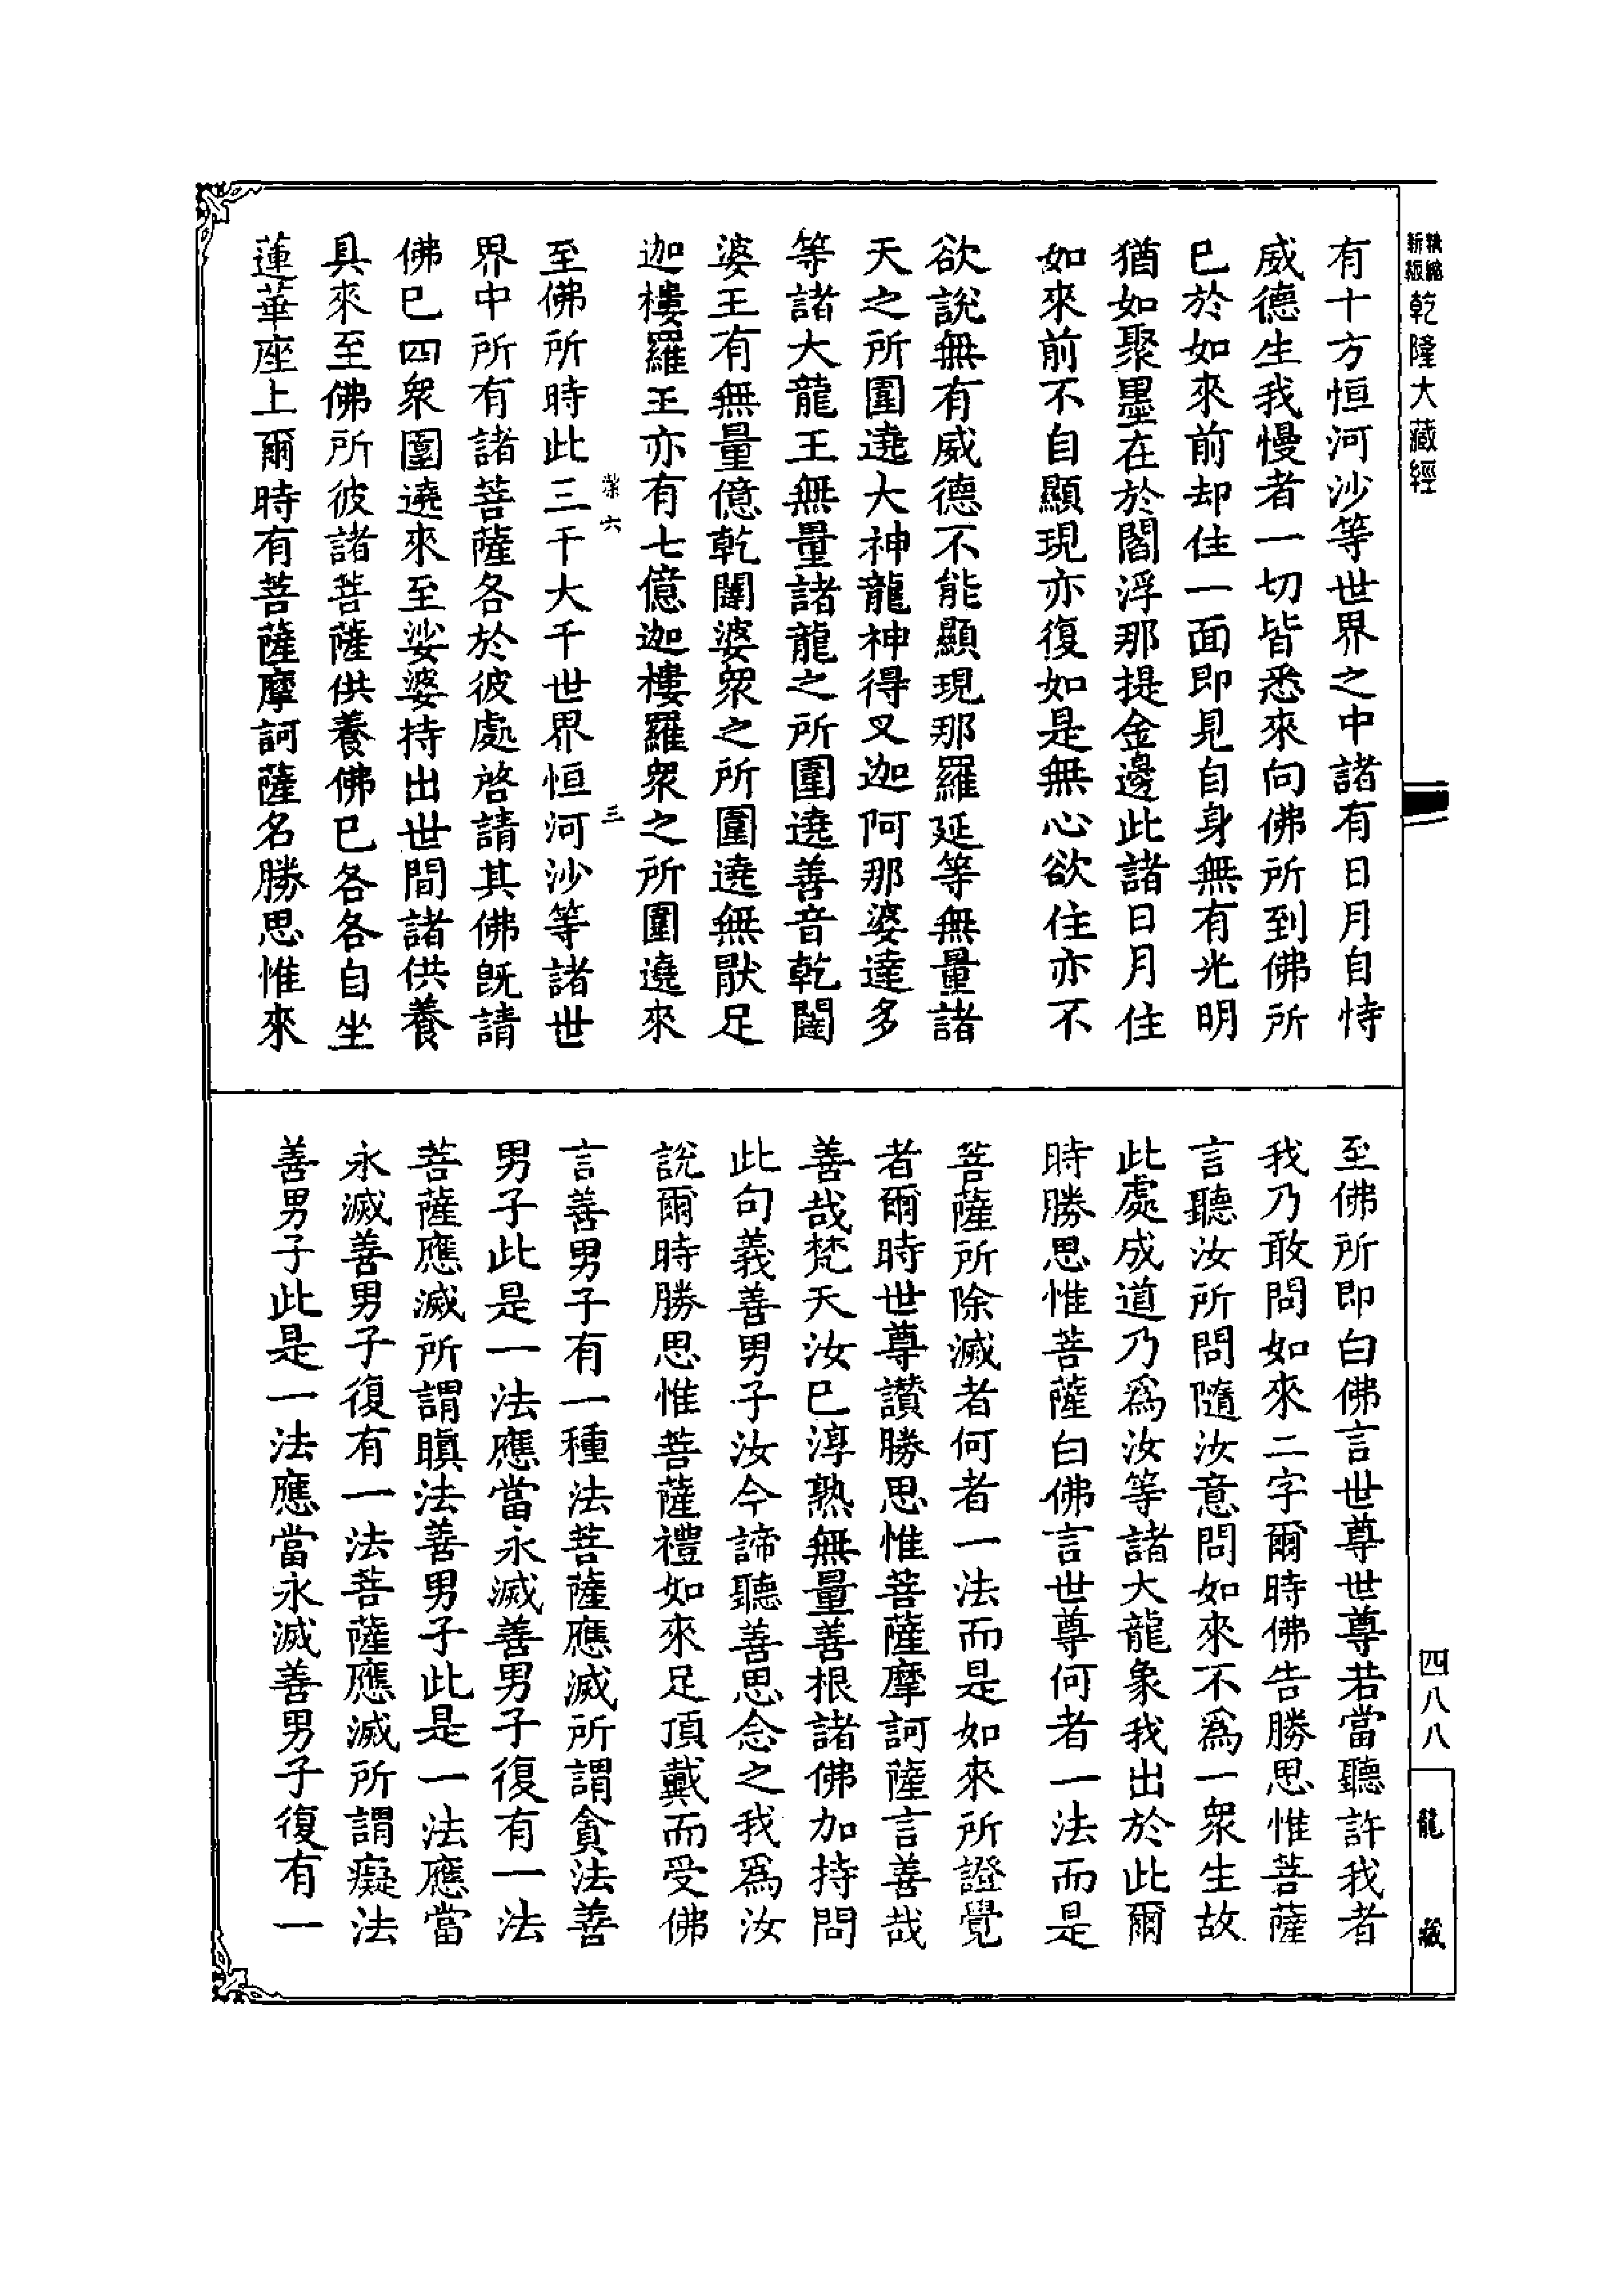 新縮
新版
乾隆大藏經
有十方恒河沙等世界之中諸有日月自恃
威德生我慢者一切皆悉來向佛所到佛所
已於如來前却住一面即見自身無有光明
猶如聚墨在於閻浮那提金邊此諸日月住
如來前不自顯現亦復如是無心欲住亦不
欲說無有威德不能顯現那羅延等無量諸
天之所圍遶大神龍神得叉迦阿那婆達多
等諸大龍王無量諸龍之所圍遶善音乾闥
婆王有無量億乾闥婆眾之所圍遶無猒足
迦樓羅王亦有七億迦樓羅眾之所圍遶來
六 三
至佛所時此三千大千世界恒河沙等諸世
界中所有諸菩薩各於彼處啓請其佛既請
佛已四眾圍遶來至娑婆持出世間諸供養
具來至佛所彼諸菩薩供養佛已各各自坐
蓮華座上爾時有菩薩摩訶薩名勝思惟來
至佛所即白佛言世尊世尊若當聽許我者
我乃敢問如來二字爾時佛告勝思惟菩薩
言聽汝所問隨汝意問如來不為一衆生故
此處成道乃為汝等諸大龍象我出於此爾
時勝思惟菩薩白佛言世尊何者一法而是
菩薩所除滅者何者一法而是如來所證覺
者爾時世尊讚勝思惟菩薩摩訶薩言善哉
善哉梵天汝已淳熟無量善根諸佛加持問
此句義善男子汝今諦聽善思念之我為汝
說爾時勝思惟菩薩禮如來足頂戴而受佛
言善男子有一種法菩薩應滅所謂貪法善
男子此是一法應當永滅善男子復有一法
菩薩應滅所謂瞋法善男子此是一法應當
永滅善男子復有一法菩薩應滅所謂癡法
善男子此是一法應當永滅善男子復有一
四八八
龍藏